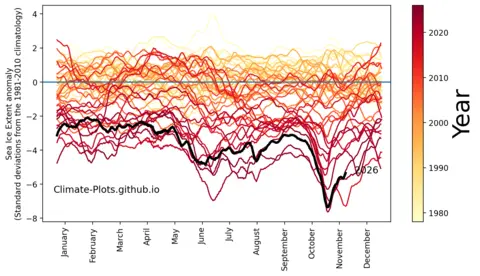 4
2
0
−2
−4
−6
−8
Sea Ice Extent anomaly
(Standard deviations from the 1981-2010 climatology)
Climate-Plots.github.io
2026
January
February
March
April
May
June
July
August
September
October
November
December
2020
2010
2000
1990
1980
Year